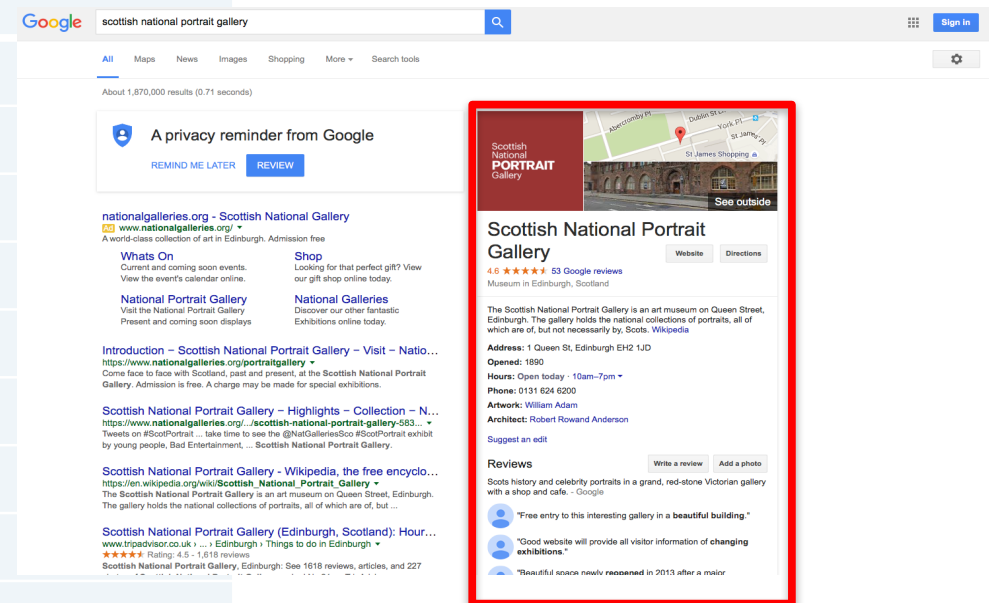 Google
scottish national portrait gallery
Sign in
All Maps News Images Shopping More Search tools
About 1,870,000 results (0.71 seconds)
A privacy reminder from Google
REMIND ME LATER REVIEW
nationalgalleries.org - Scottish National Gallery
Ad www.nationalgalleries.org/
A world-class collection of art in Edinburgh. Admission free
Whats On
Current and coming soon events.
View the event's calendar online.
Shop
Looking for that perfect gift? View
our gift shop online today.
National Portrait Gallery
Visit the National Portrait Gallery
Present and coming soon displays
National Galleries
Discover our other fantastic
Exhibitions online today.
Introduction – Scottish National Portrait Gallery – Visit – Natio...
https://www.nationalgalleries.org/portraitgallery
Come face to face with Scotland, past and present, at the Scottish National Portrait
Gallery. Admission is free. A charge may be made for special exhibitions.
Scottish National Portrait Gallery – Highlights – Collection – N...
https://www.nationalgalleries.org/.../scottish-national-portrait-gallery-583...
Tweets on #ScotPortrait ... take time to see the @NatGalleriesSco #ScotPortrait exhibit
by young people, Bad Entertainment, ... Scottish National Portrait Gallery.
Scottish National Portrait Gallery - Wikipedia, the free encyclo...
https://en.wikipedia.org/wiki/Scottish_National_Portrait_Gallery
The Scottish National Portrait Gallery is an art museum on Queen Street, Edinburgh.
The gallery holds the national collections of portraits, all of which are of, but ...
Scottish National Portrait Gallery (Edinburgh, Scotland): Hour...
www.tripadvisor.co.uk › ... › Edinburgh › Things to do in Edinburgh
Rating: 4.5 - 1,618 reviews
Scottish National Portrait Gallery, Edinburgh: See 1618 reviews, articles, and 227
Scottish
National
PORTRAIT
Gallery
Abercromby Pl
Dublin St
York Pl
St James
St James Shopping
See outside
Scottish National Portrait
Gallery
Website Directions
4.6 53 Google reviews
Museum in Edinburgh, Scotland
The Scottish National Portrait Gallery is an art museum on Queen Street,
Edinburgh. The gallery holds the national collections of portraits, all of
which are of, but not necessarily by, Scots. Wikipedia
Address: 1 Queen St, Edinburgh EH2 1JD
Opened: 1890
Hours: Open today · 10am–7pm
Phone: 0131 624 6200
Artwork: William Adam
Architect: Robert Rowand Anderson
Suggest an edit
Reviews
Write a review Add a photo
Scots history and celebrity portraits in a grand, red-stone Victorian gallery
with a shop and cafe. - Google
"Free entry to this interesting gallery in a beautiful building."
"Good website will provide all visitor information of changing
exhibitions."
"Beautiful space newly reopened in 2013 after a major